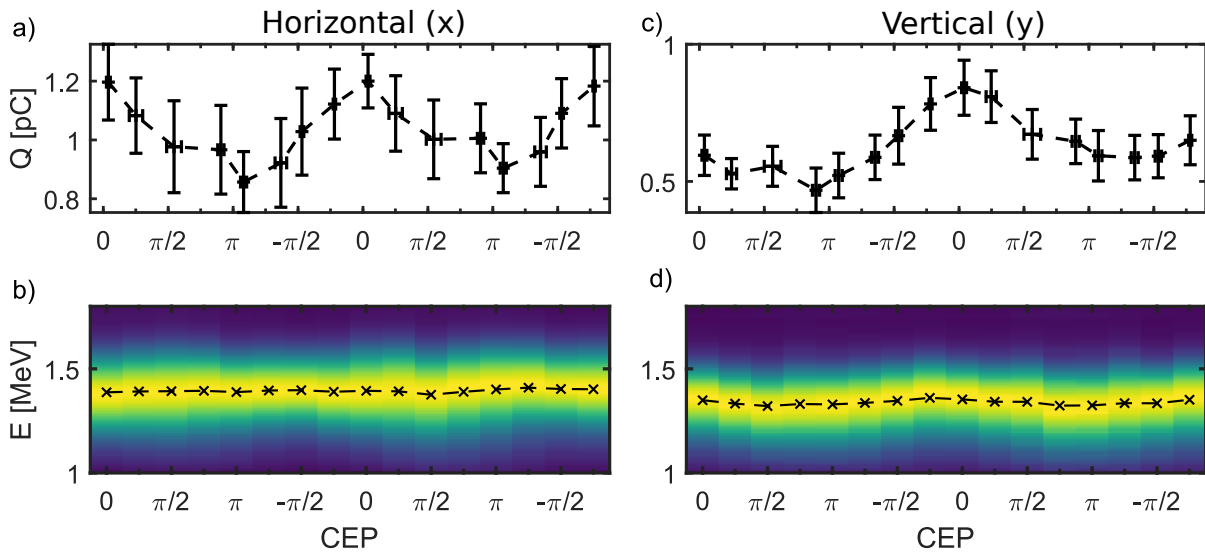 Horizontal (x)
Vertical (y)
a)
c)
Q [pC]
1.2
1
0.8
1
0.5
0 π/2 π -π/2 0 π/2 π -π/2
0 π/2 π -π/2 0 π/2 π -π/2
b)
d)
E [MeV]
1.5
1
1.5
1
0 π/2 π -π/2 0 π/2 π -π/2
0 π/2 π -π/2 0 π/2 π -π/2
CEP
CEP